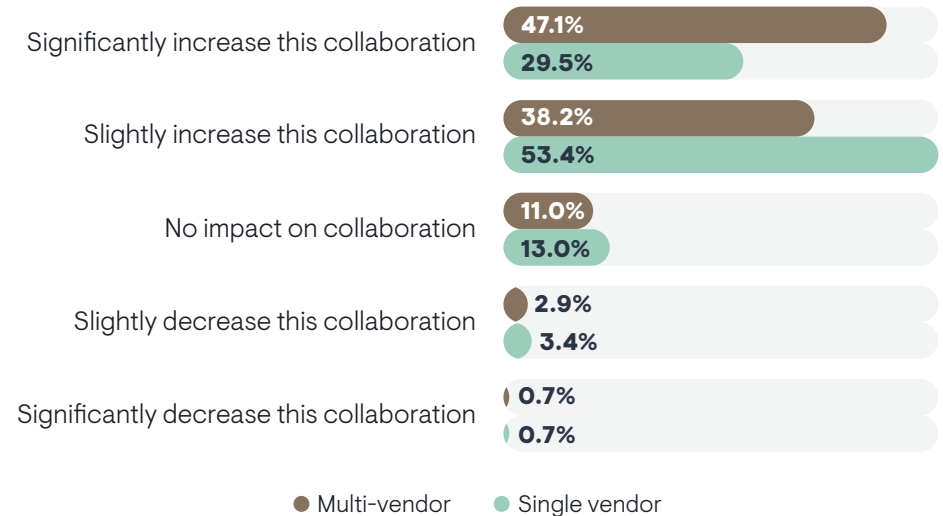 Significantly increase this collaboration
47.1%
29.5%
Slightly increase this collaboration
38.2%
53.4%
No impact on collaboration
11.0%
13.0%
Slightly decrease this collaboration
2.9%
3.4%
Significantly decrease this collaboration
0.7%
0.7%
Multi-vendor Single vendor